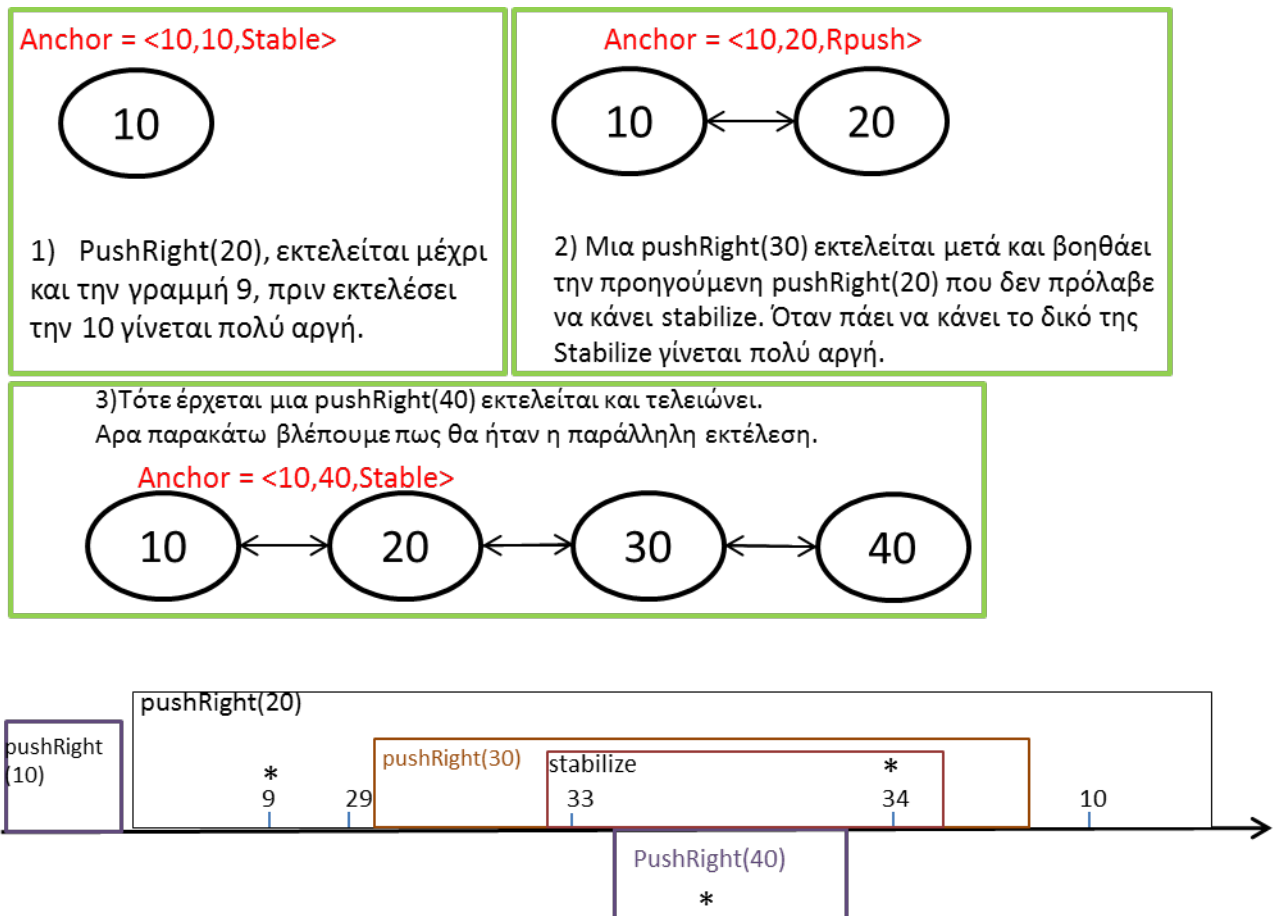 Anchor = <10,10,Stable>
10
1) PushRight(20), εκτελείται μέχρι
και την γραμμή 9, πριν εκτελέσει
την 10 γίνεται πολύ αργή.
Anchor = <10,20,Rpush>
10 20
2) Μια pushRight(30) εκτελείται μετά και βοηθάει
την προηγούμενη pushRight(20) που δεν πρόλαβε
να κάνει stabilize. Όταν πάει να κάνει το δικό της
Stabilize γίνεται πολύ αργή.
3)Τότε έρχεται μια pushRight(40) εκτελείται και τελειώνει.
Αρα παρακάτω βλέπουμε πως θα ήταν η παράλληλη εκτέλεση.
Anchor = <10,40,Stable>
10 20 30 40
pushRight(20)
pushRight
(10)
pushRight(30)
stabilize
* *
9 29 33 34 10
PushRight(40)
*